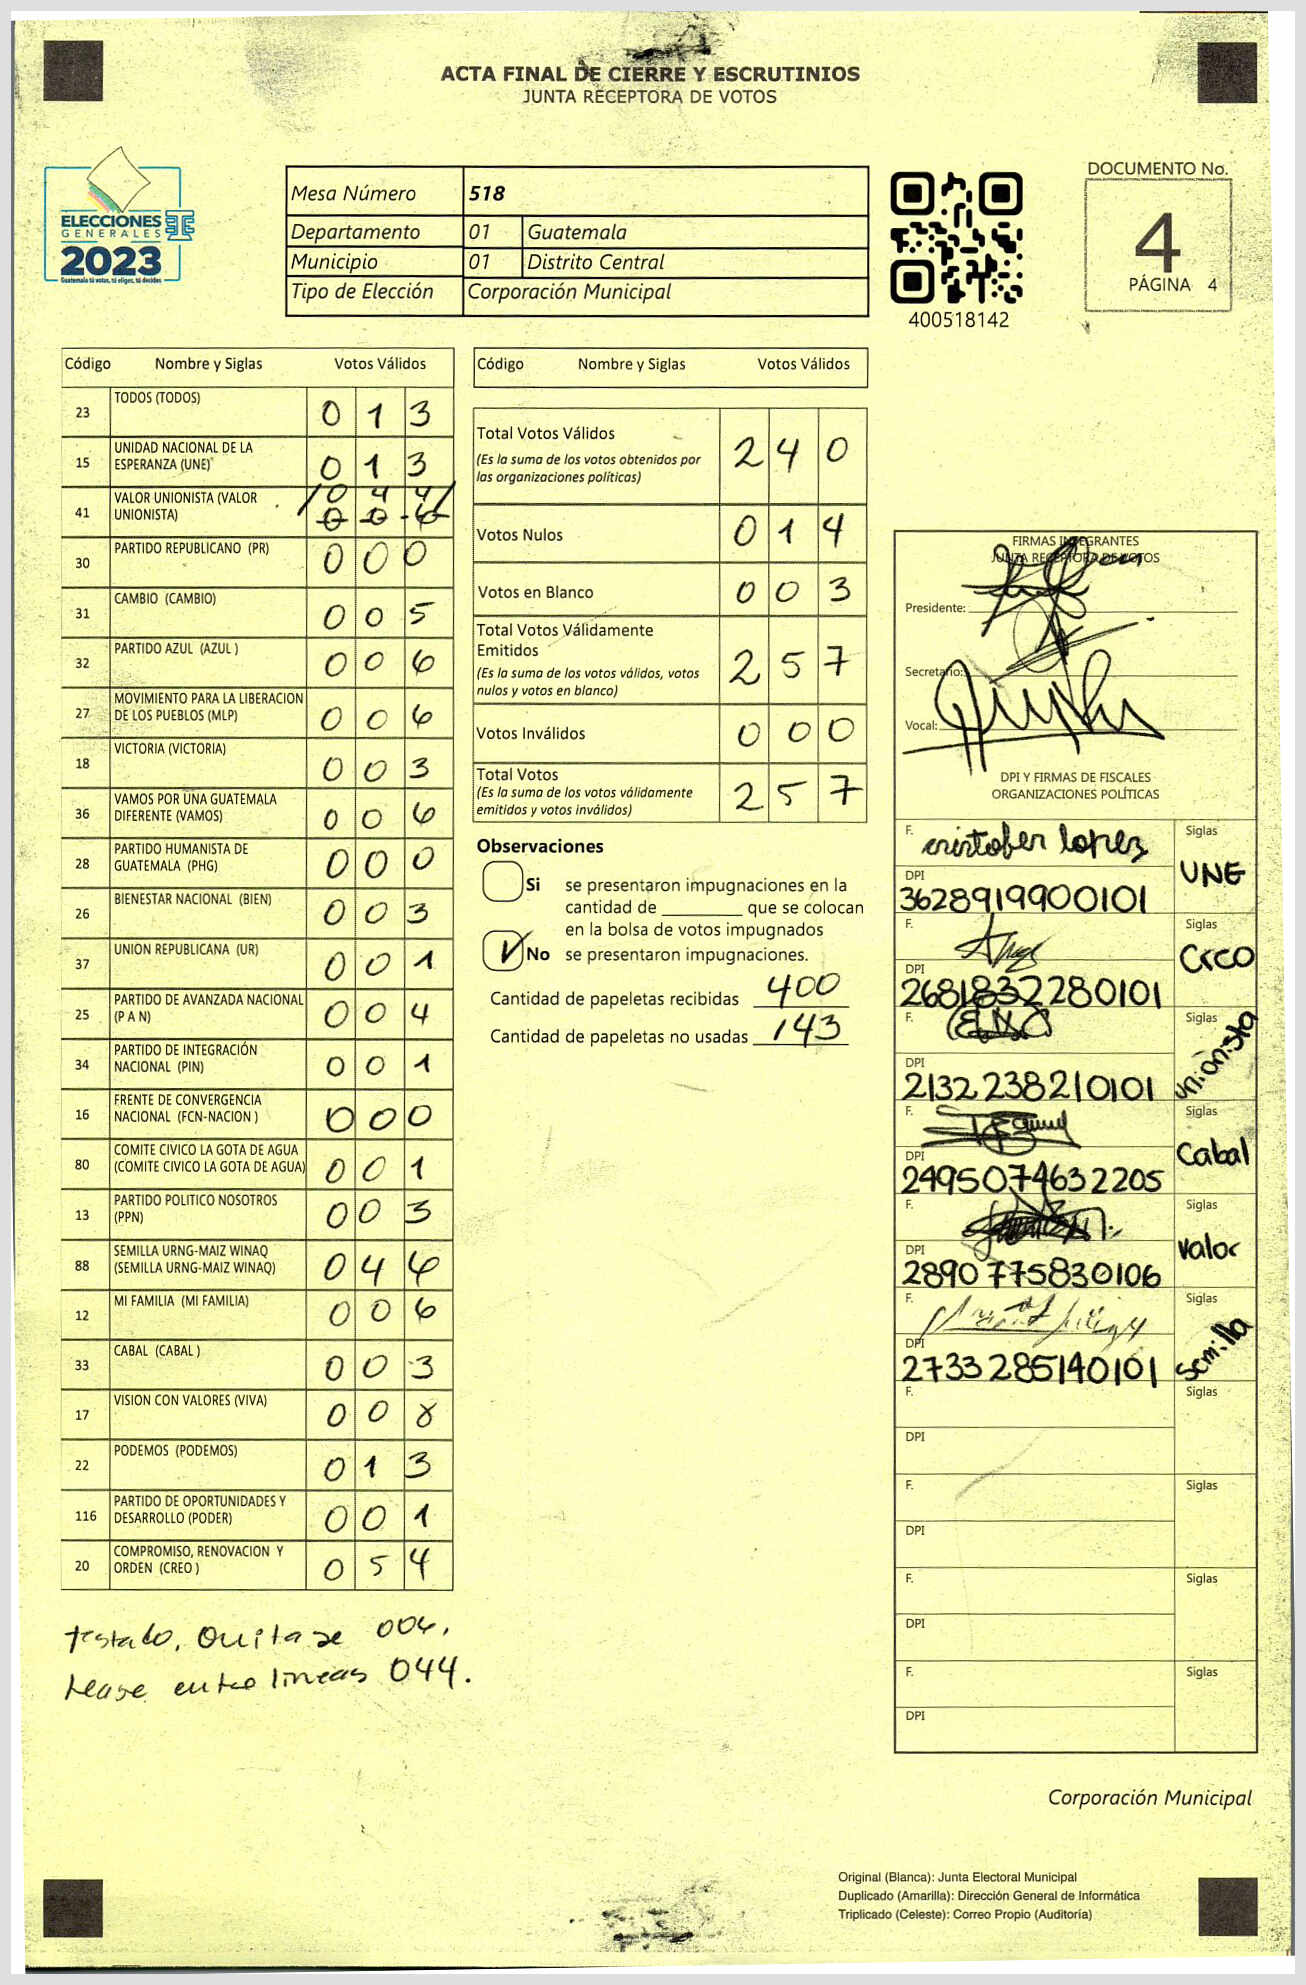 ACTA FINAL DE CIERRE Y ESCRUTINIOS
JUNTA RECEPTORA DE VOTOS
ELECCIONES
GENERALES
2023
Guatemala tú votas, tú eliges, tú decides
Mesa Número 518
Departamento 01 Guatemala
Municipio 01 Distrito Central
Tipo de Elección Corporación Municipal
400518142
DOCUMENTO No.
4
PÁGINA 4
Código Nombre y Siglas Votos Válidos
23 TODOS (TODOS) 0 1 3
15 UNIDAD NACIONAL DE LA ESPERANZA (UNE) 0 1 3
41 VALOR UNIONISTA (VALOR UNIONISTA) 0 4 4
0 0 4
30 PARTIDO REPUBLICANO (PR) 0 0 0
31 CAMBIO (CAMBIO) 0 0 5
32 PARTIDO AZUL (AZUL ) 0 0 6
27 MOVIMIENTO PARA LA LIBERACION DE LOS PUEBLOS (MLP) 0 0 6
18 VICTORIA (VICTORIA) 0 0 3
36 VAMOS POR UNA GUATEMALA DIFERENTE (VAMOS) 0 0 6
28 PARTIDO HUMANISTA DE GUATEMALA (PHG) 0 0 0
26 BIENESTAR NACIONAL (BIEN) 0 0 3
37 UNION REPUBLICANA (UR) 0 0 1
25 PARTIDO DE AVANZADA NACIONAL (P A N) 0 0 4
34 PARTIDO DE INTEGRACIÓN NACIONAL (PIN) 0 0 1
16 FRENTE DE CONVERGENCIA NACIONAL (FCN-NACION ) 0 0 0
80 COMITE CIVICO LA GOTA DE AGUA (COMITE CIVICO LA GOTA DE AGUA) 0 0 1
13 PARTIDO POLITICO NOSOTROS (PPN) 0 0 3
88 SEMILLA URNG-MAIZ WINAQ (SEMILLA URNG-MAIZ WINAQ) 0 4 6
12 MI FAMILIA (MI FAMILIA) 0 0 6
33 CABAL (CABAL ) 0 0 3
17 VISION CON VALORES (VIVA) 0 0 8
22 PODEMOS (PODEMOS) 0 1 3
116 PARTIDO DE OPORTUNIDADES Y DESARROLLO (PODER) 0 0 1
20 COMPROMISO, RENOVACION Y ORDEN (CREO ) 0 5 4
testado, Quitase 004.
Lease entre lineas 044.
Código Nombre y Siglas Votos Válidos
Total Votos Válidos 2 4 0
(Es la suma de los votos obtenidos por
las organizaciones políticas)
Votos Nulos 0 1 4
Votos en Blanco 0 0 3
Total Votos Válidamente
Emitidos 2 5 7
(Es la suma de los votos válidos, votos
nulos y votos en blanco)
Votos Inválidos 0 0 0
Total Votos 2 5 7
(Es la suma de los votos válidamente
emitidos y votos inválidos)
Observaciones
Si se presentaron impugnaciones en la
cantidad de ________ que se colocan
en la bolsa de votos impugnados
No se presentaron impugnaciones.
Cantidad de papeletas recibidas 400
Cantidad de papeletas no usadas 143
FIRMAS INTEGRANTES
JUNTA RECEPTORA DE VOTOS
Presidente:
Secretario:
Vocal:
DPI Y FIRMAS DE FISCALES
ORGANIZACIONES POLÍTICAS
F. cristofer lopez Siglas UNE
DPI 3628919900101
F. Siglas Creo
DPI 2681832280101
F. Siglas unionista
DPI 2132238210101
F. Siglas Cabal
DPI 2495074632205
F. Siglas Valor
DPI 2890775830106
F. Siglas Semilla
DPI 2733285140101
F. Siglas
DPI
F. Siglas
DPI
F. Siglas
DPI
F. Siglas
DPI
Corporación Municipal
Original (Blanca): Junta Electoral Municipal
Duplicado (Amarilla): Dirección General de Informática
Triplicado (Celeste): Correo Propio (Auditoría)